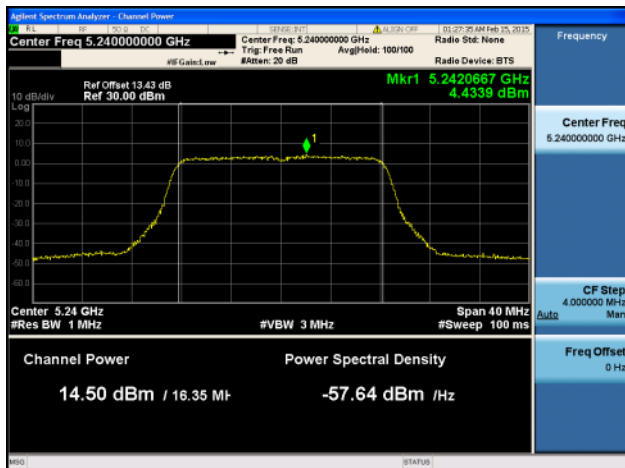 Agilent Spectrum Analyzer - Channel Power
RL RF 50 Ω DC SENSE:INT ALIGN OFF 01:27:35 AM Feb 15, 2015
Center Freq 5.240000000 GHz Center Freq: 5.240000000 GHz Radio Std: None
Trig: Free Run Avg|Hold: 100/100
#IFGain:Low #Atten: 20 dB Radio Device: BTS
Frequency
Mkr1 5.2420667 GHz
4.4339 dBm
Ref Offset 13.43 dB
10 dB/div Ref 30.00 dBm
Log
20.0
10.0
0.00
-10.0
-20.0
-30.0
-40.0
-50.0
-60.0
1
Center 5.24 GHz Span 40 MHz
#Res BW 1 MHz #VBW 3 MHz #Sweep 100 ms
Channel Power Power Spectral Density
14.50 dBm / 16.35 MH -57.64 dBm /Hz
Center Freq
5.240000000 GHz
CF Step
4.000000 MHz
Auto Man
Freq Offset
0 Hz
MSG STATUS